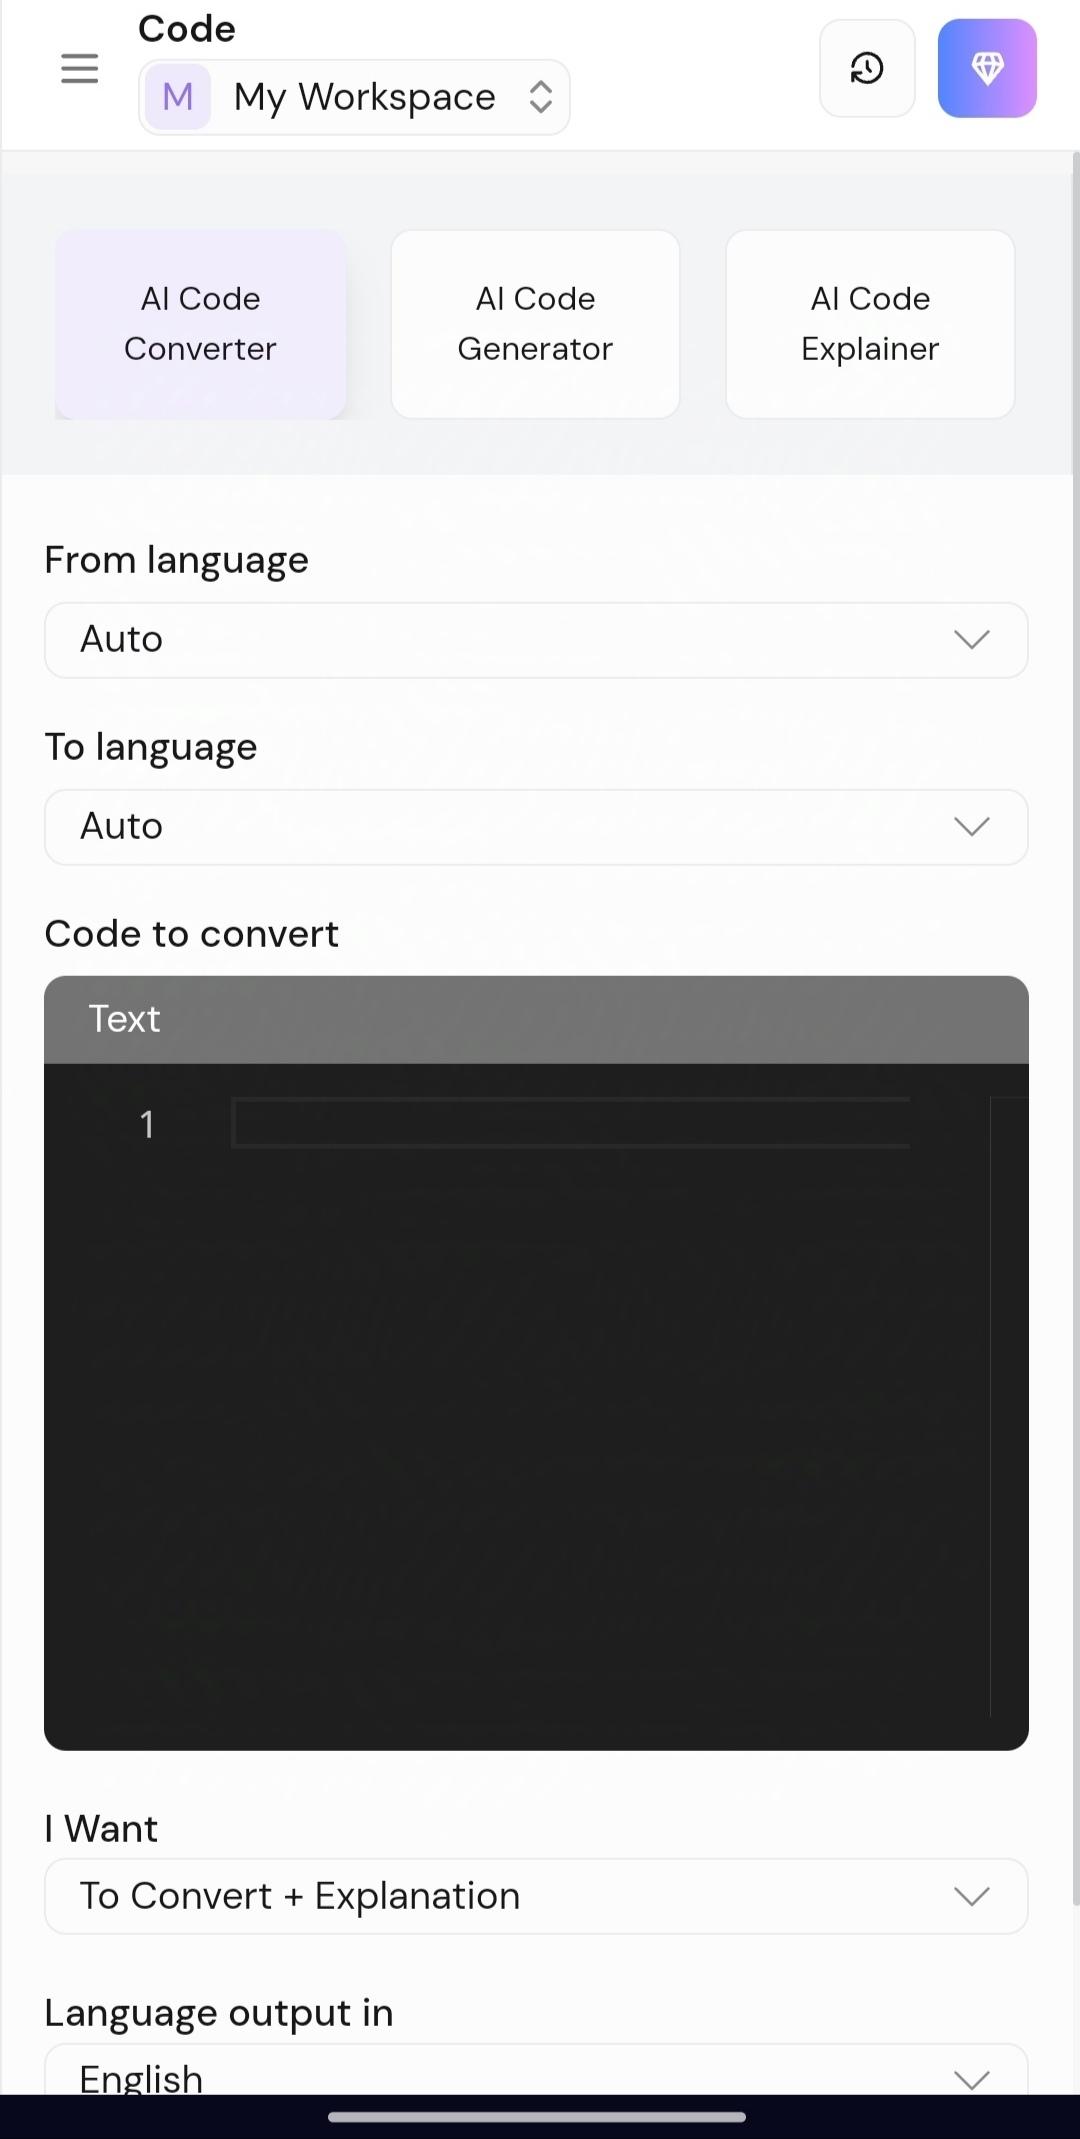 Code
M My Workspace
AI Code
Converter
AI Code
Generator
AI Code
Explainer
From language
Auto
To language
Auto
Code to convert
Text
1
I Want
To Convert + Explanation
Language output in
English